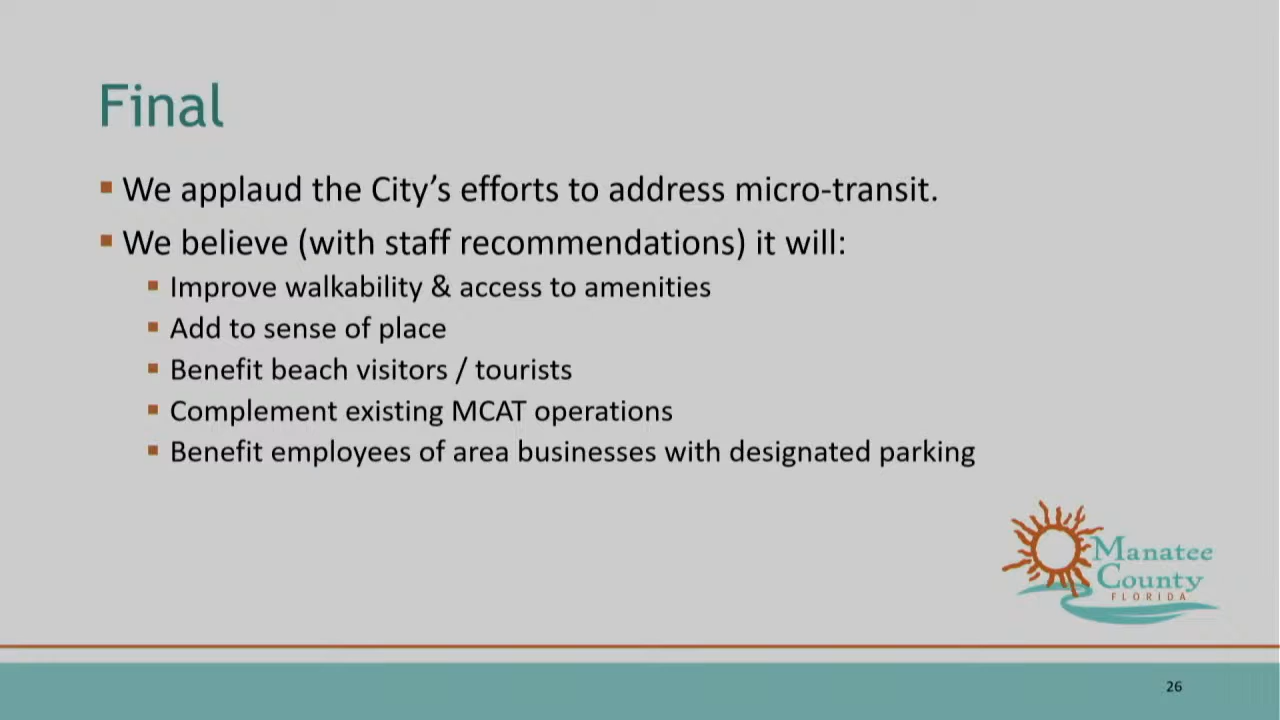 Final
We applaud the City's efforts to address micro-transit.
We believe (with staff recommendations) it will:
Improve walkability & access to amenities
Add to sense of place
Benefit beach visitors / tourists
Complement existing MCAT operations
Benefit employees of area businesses with designated parking
Manatee
County
FLORIDA
26